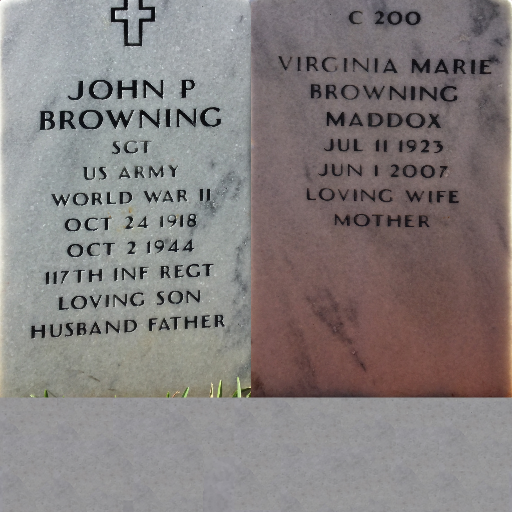 JOHN P
BROWNING
SGT
US ARMY
WORLD WAR II
OCT 24 1918
OCT 2 1944
117TH INF REGT
LOVING SON
HUSBAND FATHER
C 200
VIRGINIA MARIE
BROWNING
MADDOX
JUL 11 1923
JUN 1 2007
LOVING WIFE
MOTHER